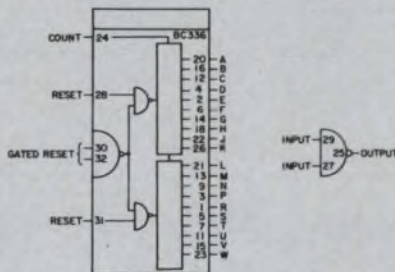 BC336
COUNT 24
20 A
16 B
12 C
4 D
2 E
6 F
14 G
18 H
22 J
26 K
RESET 28
GATED RESET 30
32
21 L
13 M
9 N
3 P
1 R
5 S
7 T
11 U
15 V
23 W
RESET 31
INPUT 29
25 OUTPUT
INPUT 27